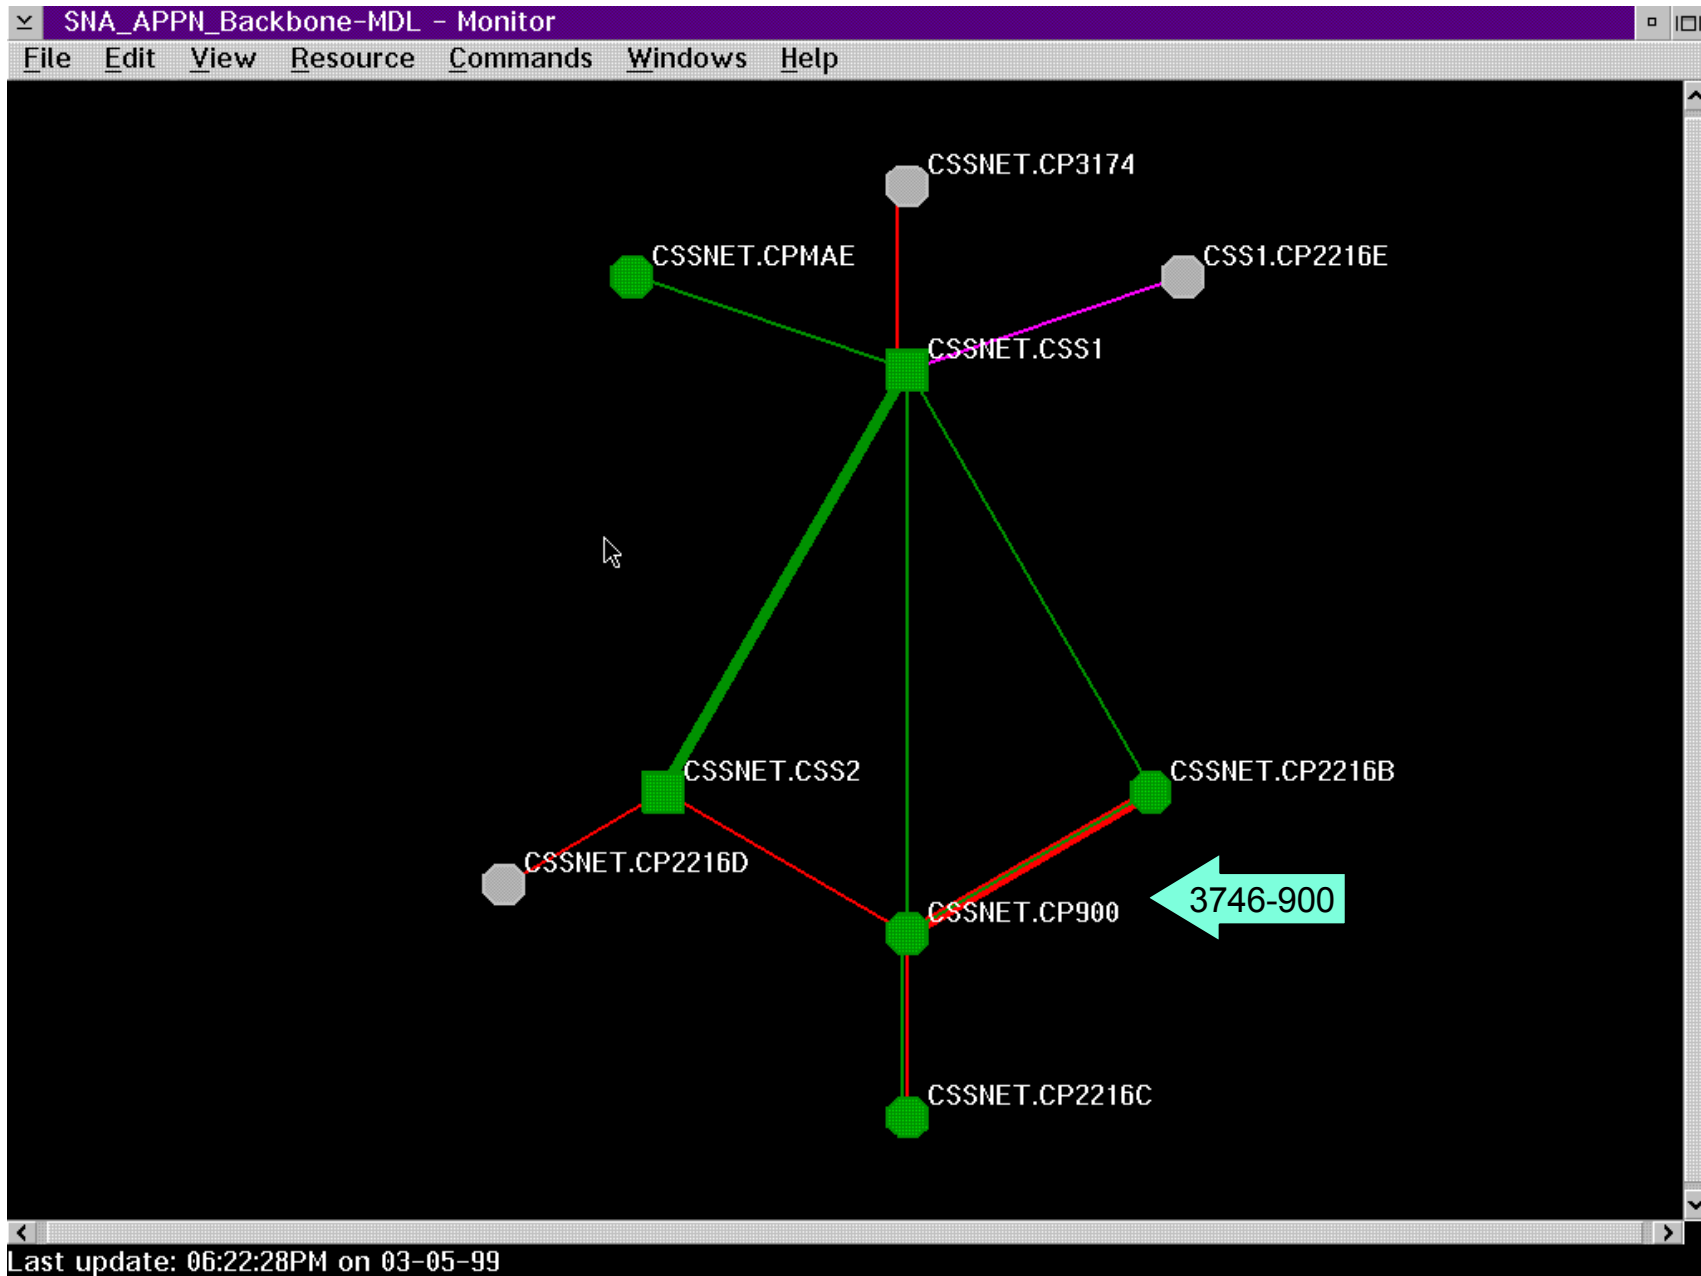 SNA_APPN_Backbone-MDL - Monitor
File Edit View Resource Commands Windows Help
CSSNET.CP3174
CSSNET.CPMAE
CSS1.CP2216E
CSSNET.CSS1
CSSNET.CSS2
CSSNET.CP2216B
CSSNET.CP2216D
3746-900
CSSNET.CP900
CSSNET.CP2216C
Last update: 06:22:28PM on 03-05-99